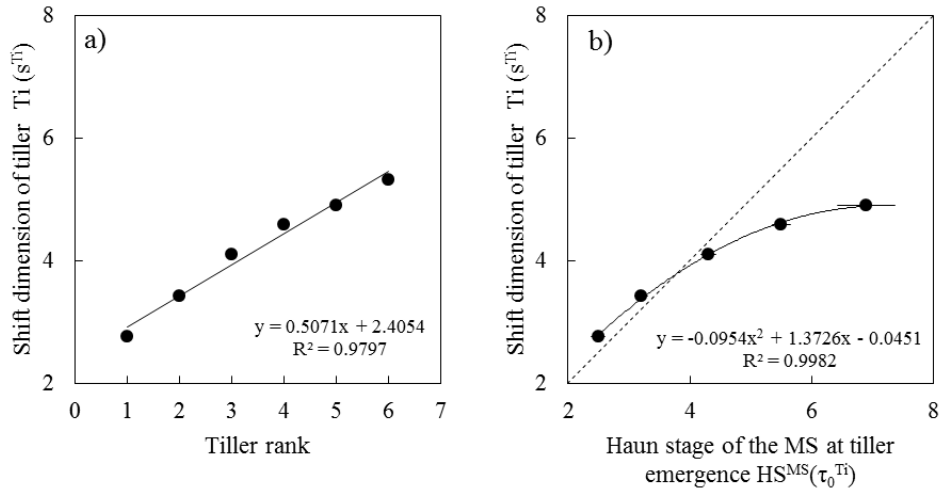 a)
Shift dimension of tiller Ti (s^Ti)
8
6
4
2
0 1 2 3 4 5 6 7
Tiller rank
y = 0.5071x + 2.4054
R² = 0.9797
b)
Shift dimension of tiller Ti (s^Ti)
8
6
4
2
2 4 6 8
Haun stage of the MS at tiller
emergence HS^MS(τ₀^Ti)
y = -0.0954x² + 1.3726x - 0.0451
R² = 0.9982